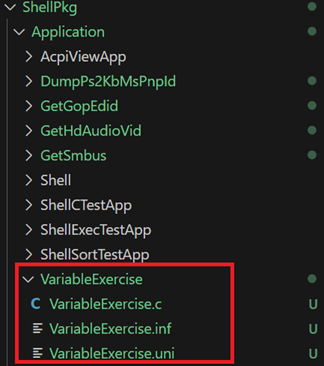 ShellPkg
Application
AcpiViewApp
DumpPs2KbMsPnpId
GetGopEdid
GetHdAudioVid
GetSmbus
Shell
ShellCTestApp
ShellExecTestApp
ShellSortTestApp
VariableExercise
C VariableExercise.c U
VariableExercise.inf U
VariableExercise.uni U